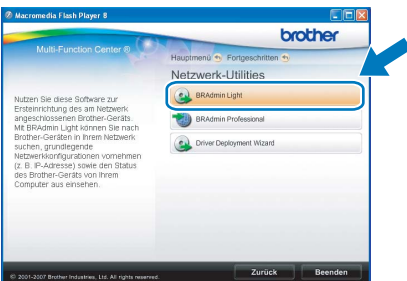 Macromedia Flash Player 8
brother
Multi-Function Center ®
Hauptmenü Fortgeschritten
Netzwerk-Utilities
Nutzen Sie diese Software zur
Ersteinrichtung des am Netzwerk
angeschlossenen Brother-Geräts.
Mit BRAdmin Light können Sie nach
Brother-Geräten in Ihrem Netzwerk
suchen, grundlegende
Netzwerkkonfigurationen vornehmen
(z. B. IP-Adresse) sowie den Status
des Brother-Geräts von Ihrem
Computer aus einsehen.
BRAdmin Light
BRAdmin Professional
Driver Deployment Wizard
© 2001-2007 Brother Industries, Ltd. All rights reserved.
Zurück Beenden